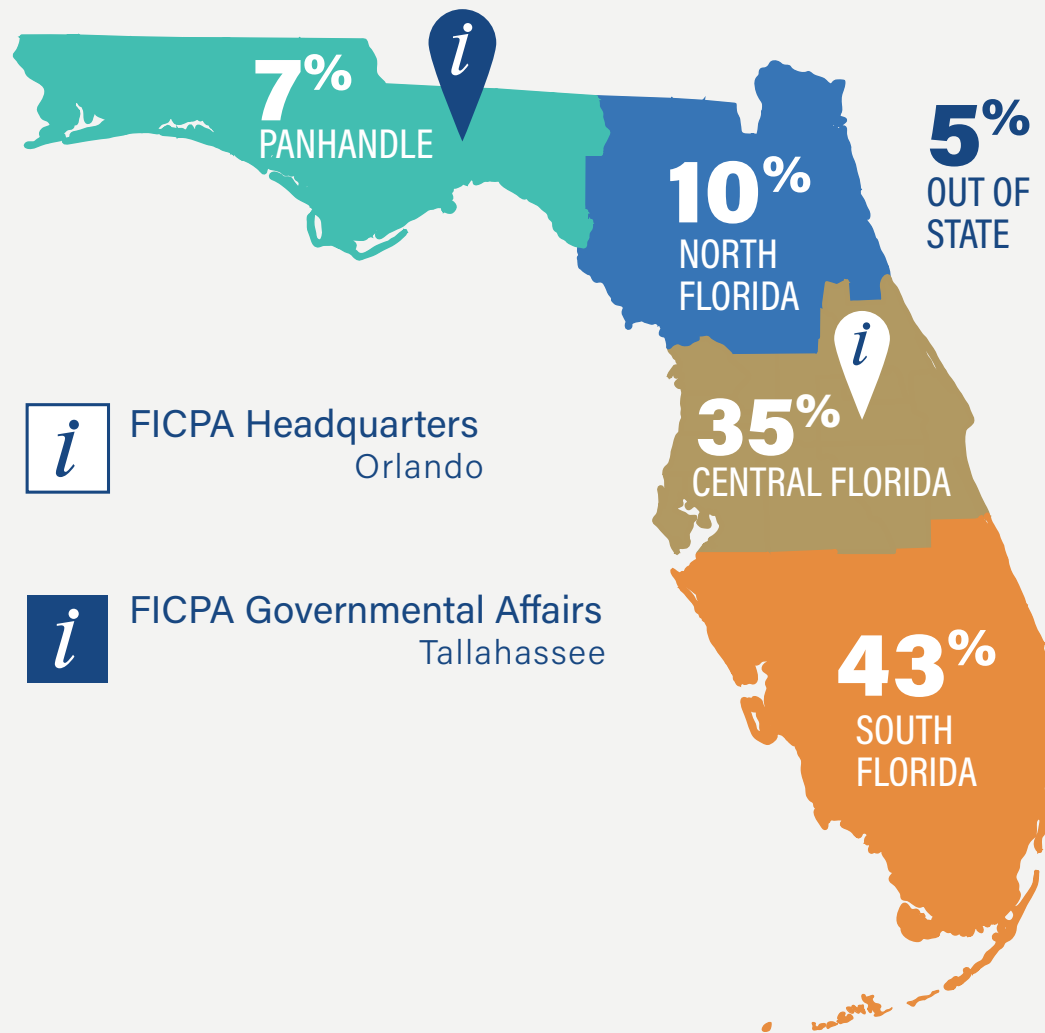 i
7%
PANHANDLE
10%
NORTH
FLORIDA
5%
OUT OF
STATE
i
35%
CENTRAL FLORIDA
i
FICPA Headquarters
Orlando
i
FICPA Governmental Affairs
Tallahassee
43%
SOUTH
FLORIDA